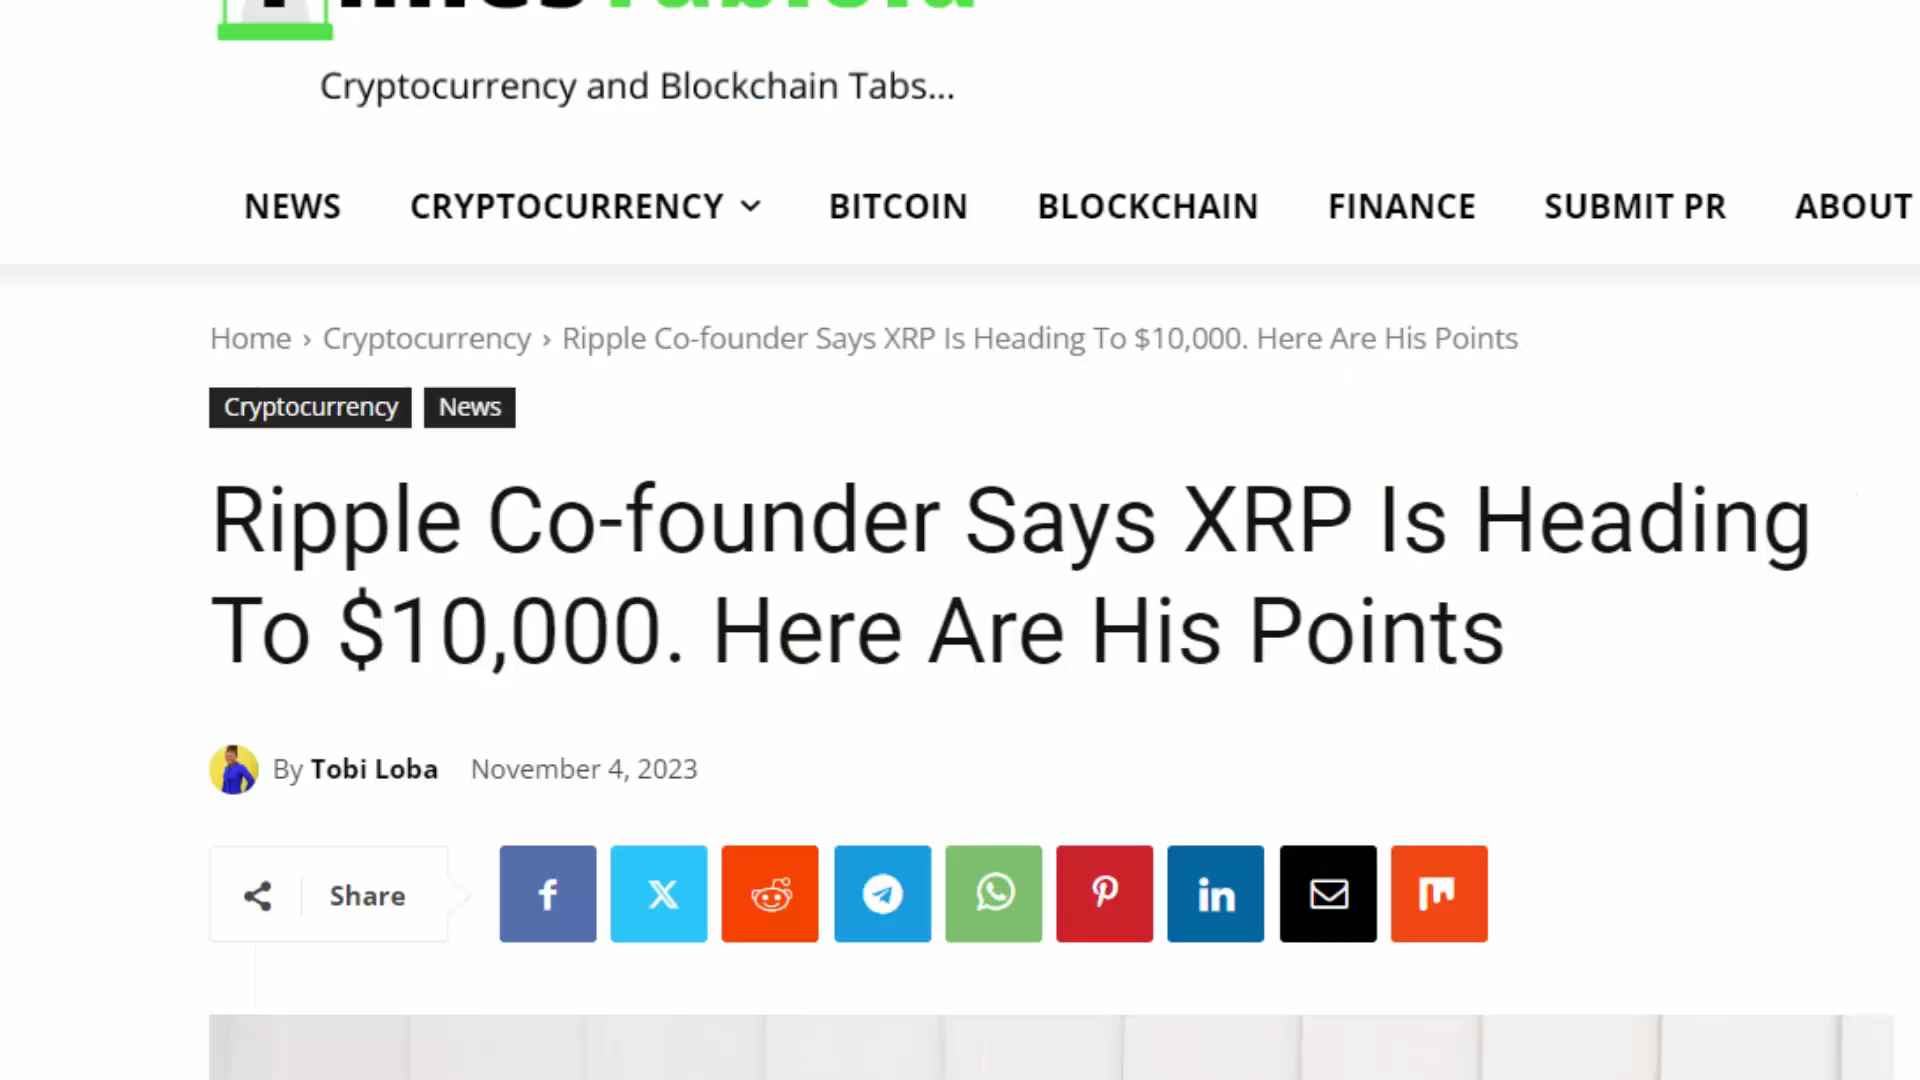 Cryptocurrency and Blockchain Tabs...
NEWS CRYPTOCURRENCY BITCOIN BLOCKCHAIN FINANCE SUBMIT PR ABOUT
Home › Cryptocurrency › Ripple Co-founder Says XRP Is Heading To $10,000. Here Are His Points
Cryptocurrency News
Ripple Co-founder Says XRP Is Heading
To $10,000. Here Are His Points
By Tobi Loba November 4, 2023
Share